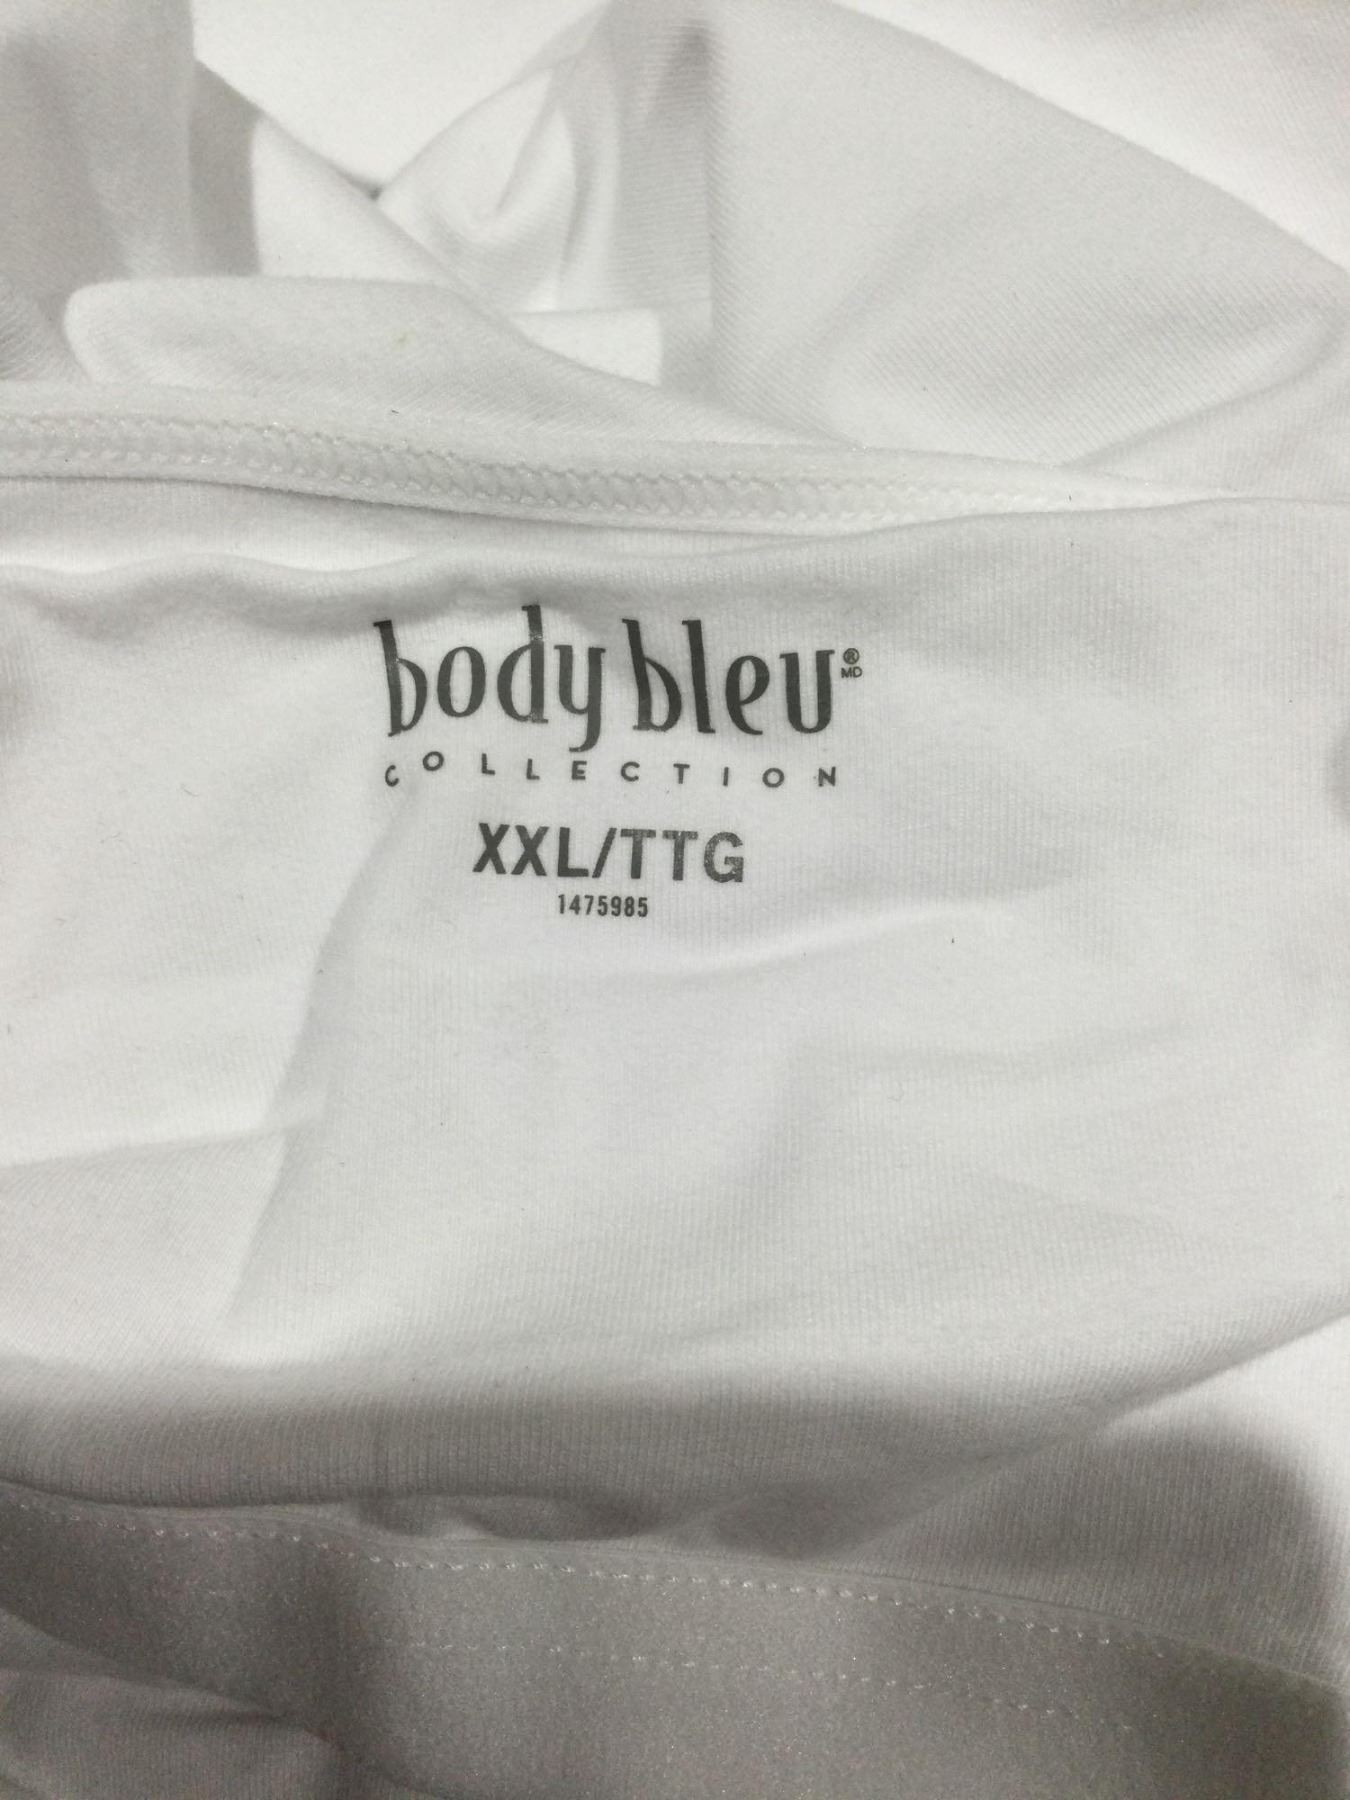 body bleu® MD
COLLECTION
XXL/TTG
1475985